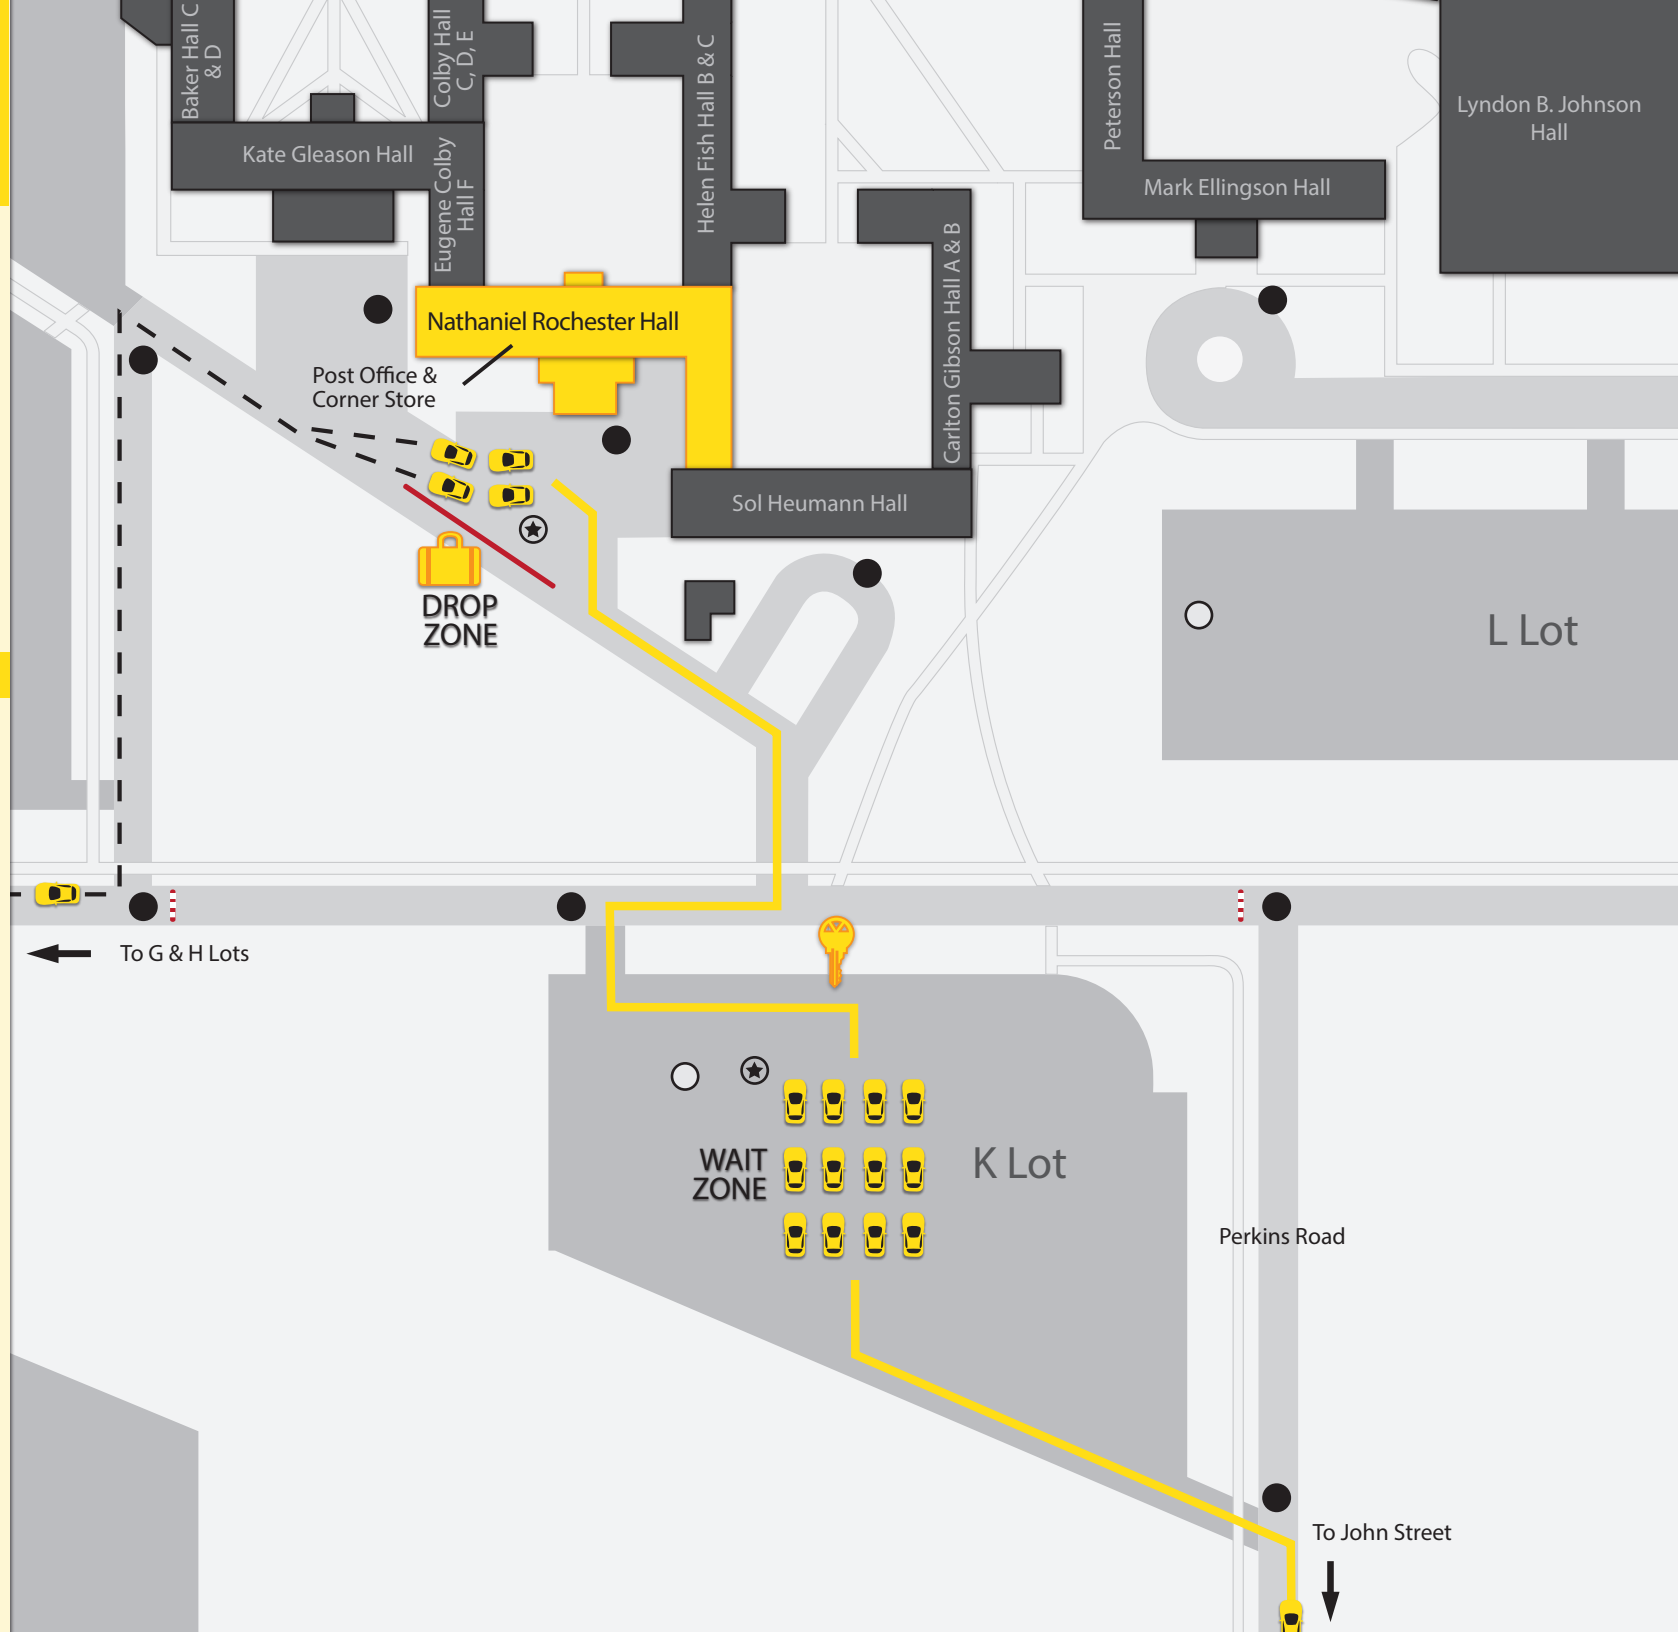 Baker Hall C
& D
Colby Hall
C, D, E
Helen Fish Hall B & C
Peterson Hall
Lyndon B. Johnson
Hall
Kate Gleason Hall
Eugene Colby
Hall F
Mark Ellingson Hall
Carlton Gibson Hall A & B
Nathaniel Rochester Hall
Post Office &
Corner Store
Sol Heumann Hall
DROP
ZONE
L Lot
To G & H Lots
WAIT
ZONE
K Lot
Perkins Road
To John Street